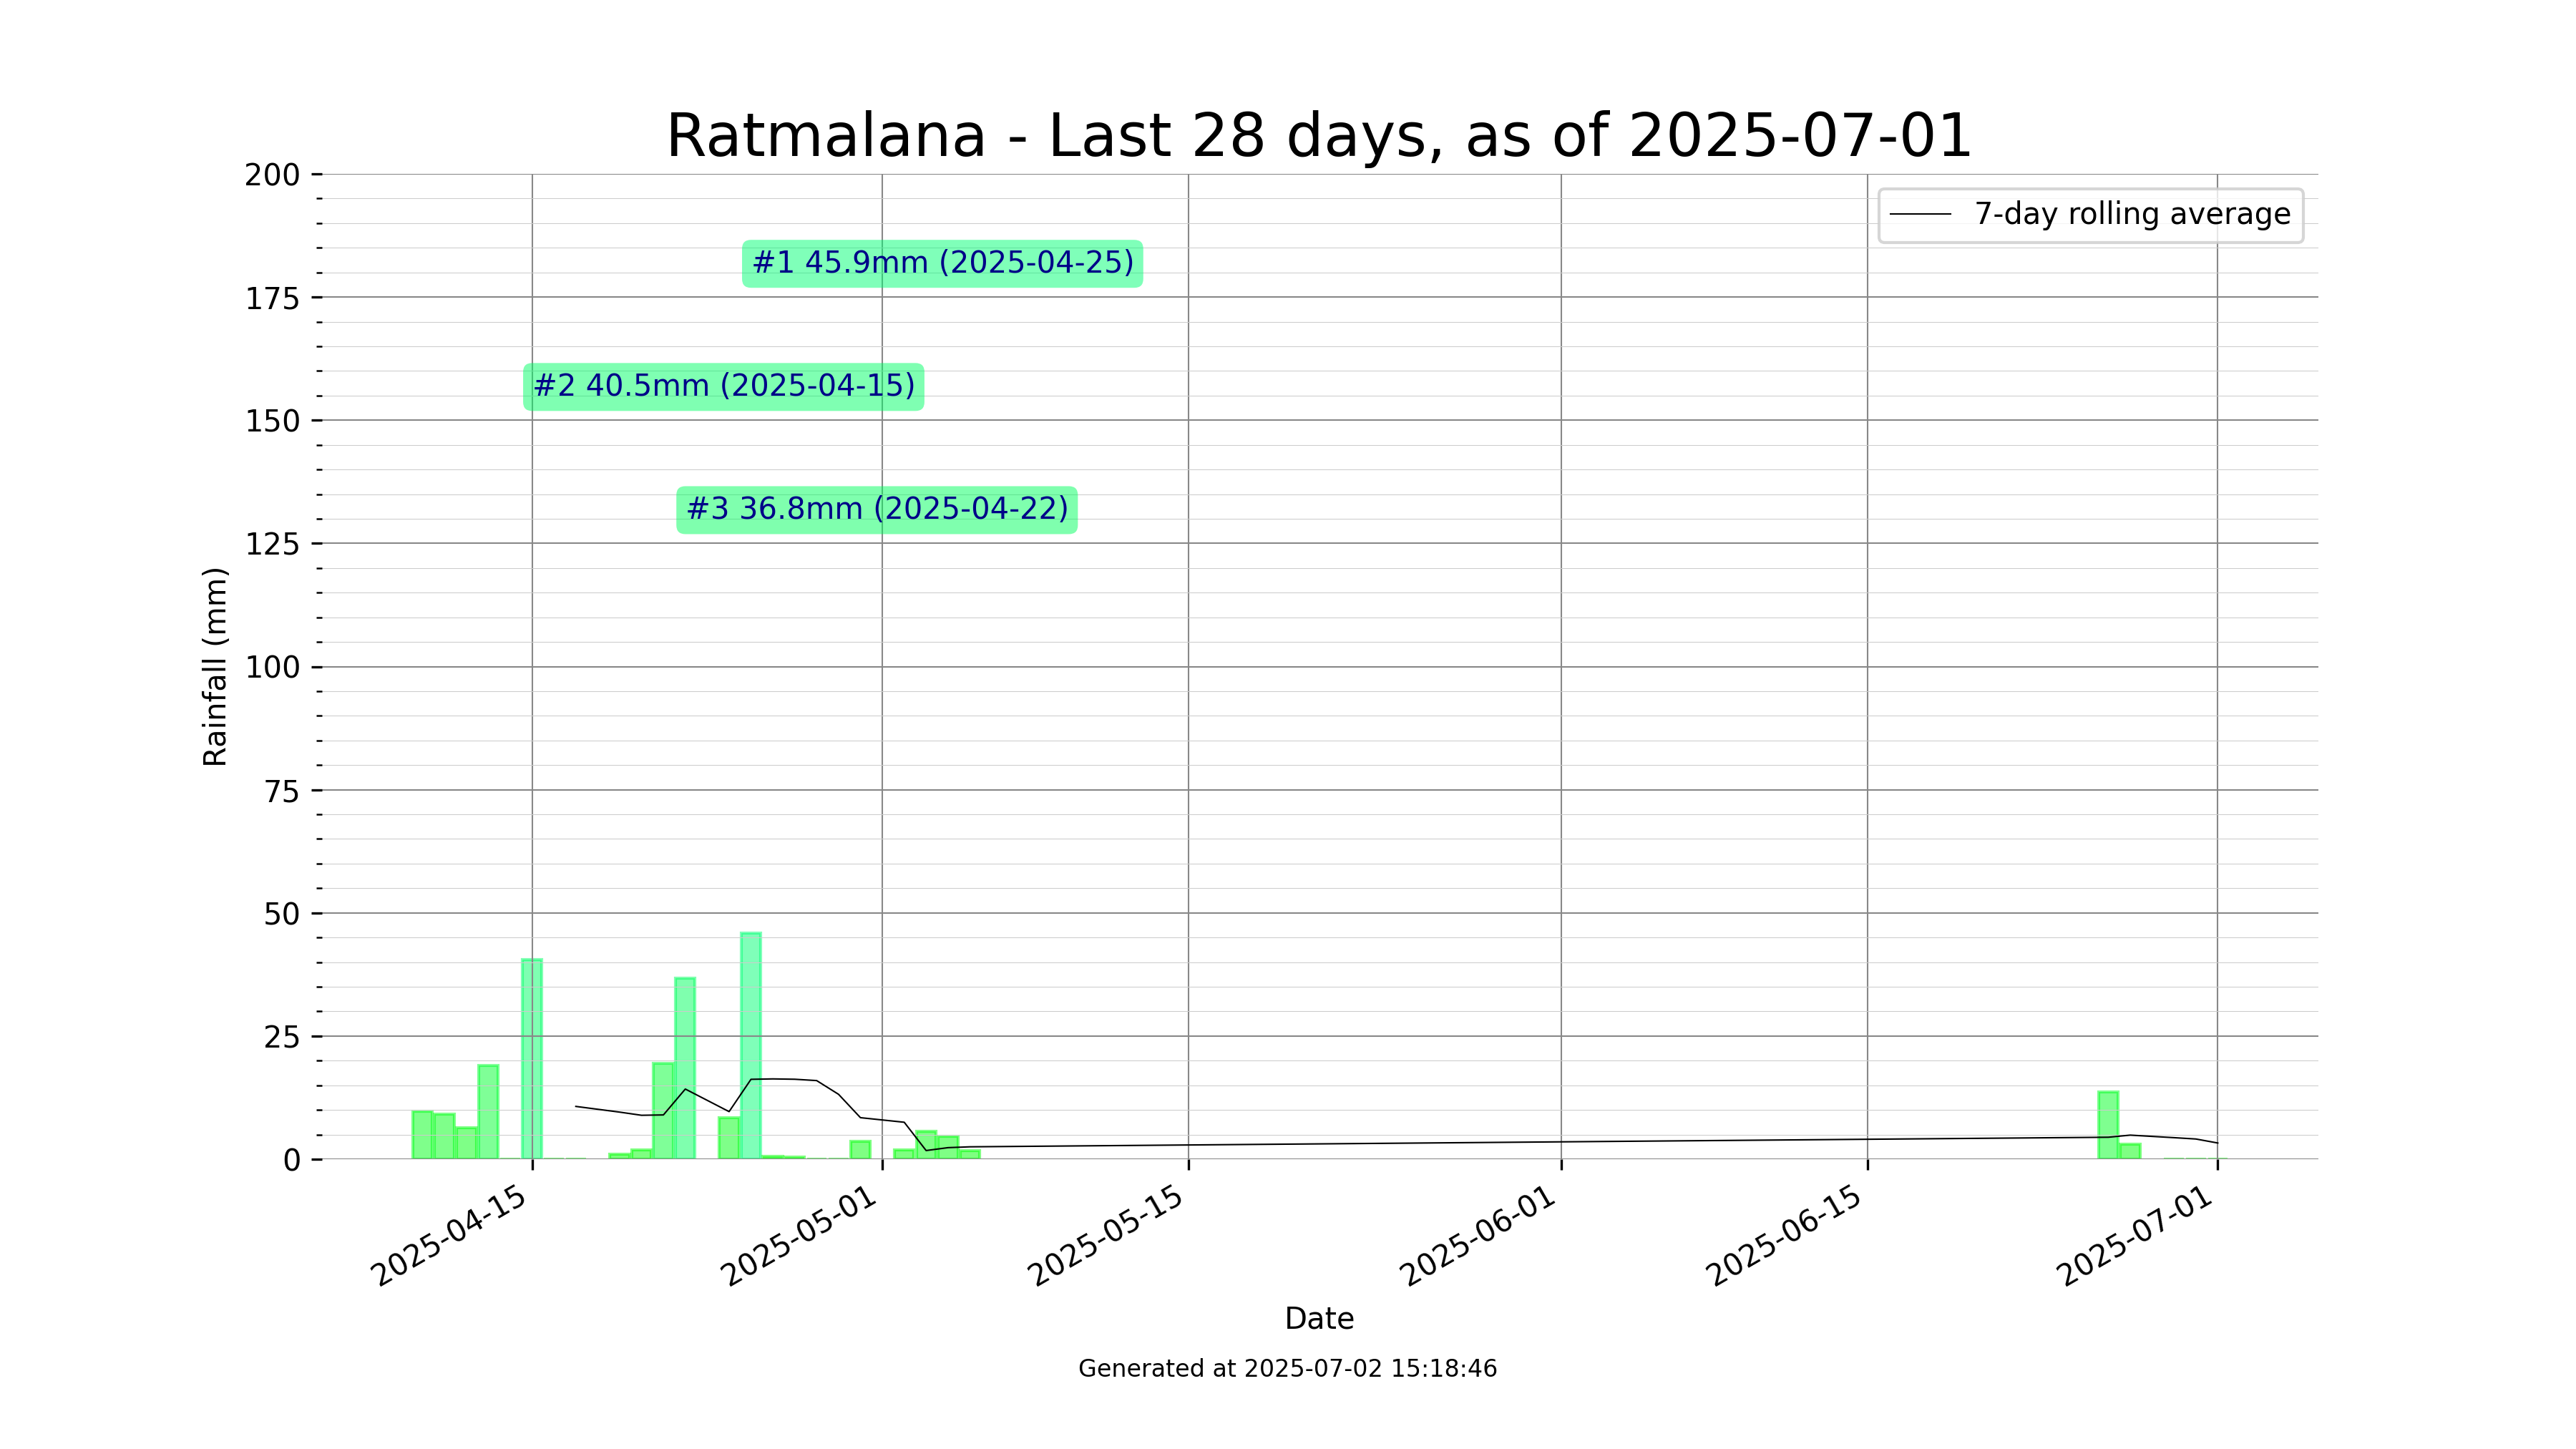 Ratmalana - Last 28 days, as of 2025-07-01
200
175
150
125
100
75
50
25
0
Rainfall (mm)
7-day rolling average
#1 45.9mm (2025-04-25)
#2 40.5mm (2025-04-15)
#3 36.8mm (2025-04-22)
2025-04-15
2025-05-01
2025-05-15
2025-06-01
2025-06-15
2025-07-01
Date
Generated at 2025-07-02 15:18:46